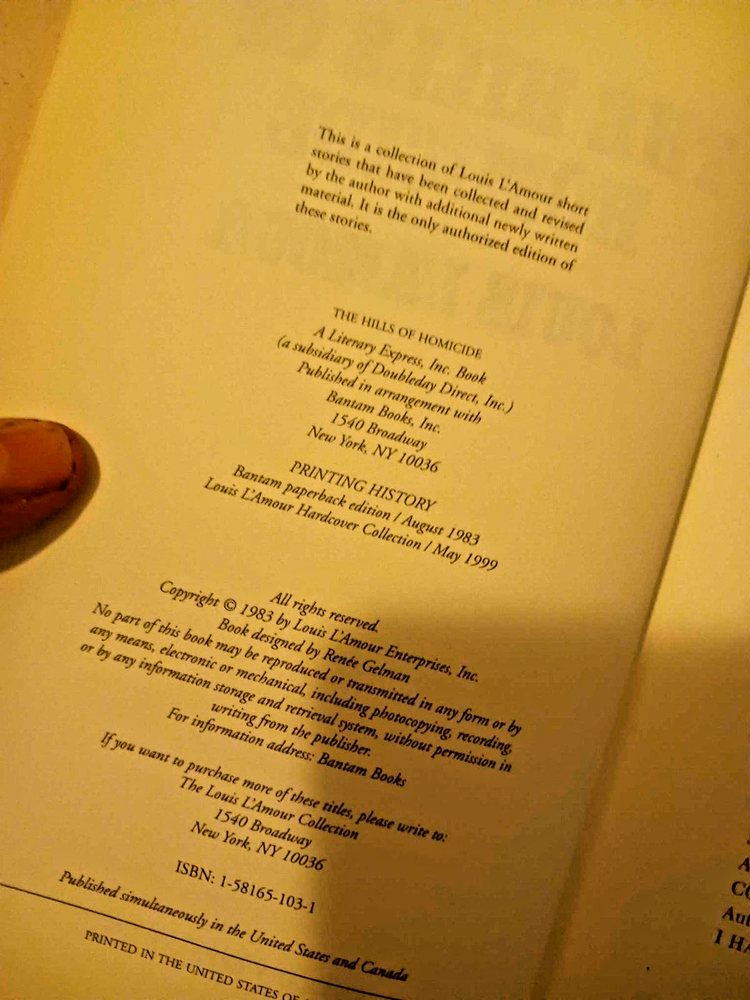 This is a collection of Louis L'Amour short
stories that have been collected and revised
by the author with additional newly written
material. It is the only authorized edition of
these stories.
THE HILLS OF HOMICIDE
A Literary Express, Inc. Book
(a subsidiary of Doubleday Direct, Inc.)
Published in arrangement with
Bantam Books, Inc.
1540 Broadway
New York, NY 10036
PRINTING HISTORY
Bantam paperback edition / August 1983
Louis L'Amour Hardcover Collection / May 1999
All rights reserved.
Copyright © 1983 by Louis L'Amour Enterprises, Inc.
Book designed by Renée Gelman
No part of this book may be reproduced or transmitted in any form or by
any means, electronic or mechanical, including photocopying, recording,
or by any information storage and retrieval system, without permission in
writing from the publisher.
For information address: Bantam Books
If you want to purchase more of these titles, please write to:
The Louis L'Amour Collection
1540 Broadway
New York, NY 10036
ISBN: 1-58165-103-1
Published simultaneously in the United States and Canada
PRINTED IN THE UNITED STATES OF
I HA